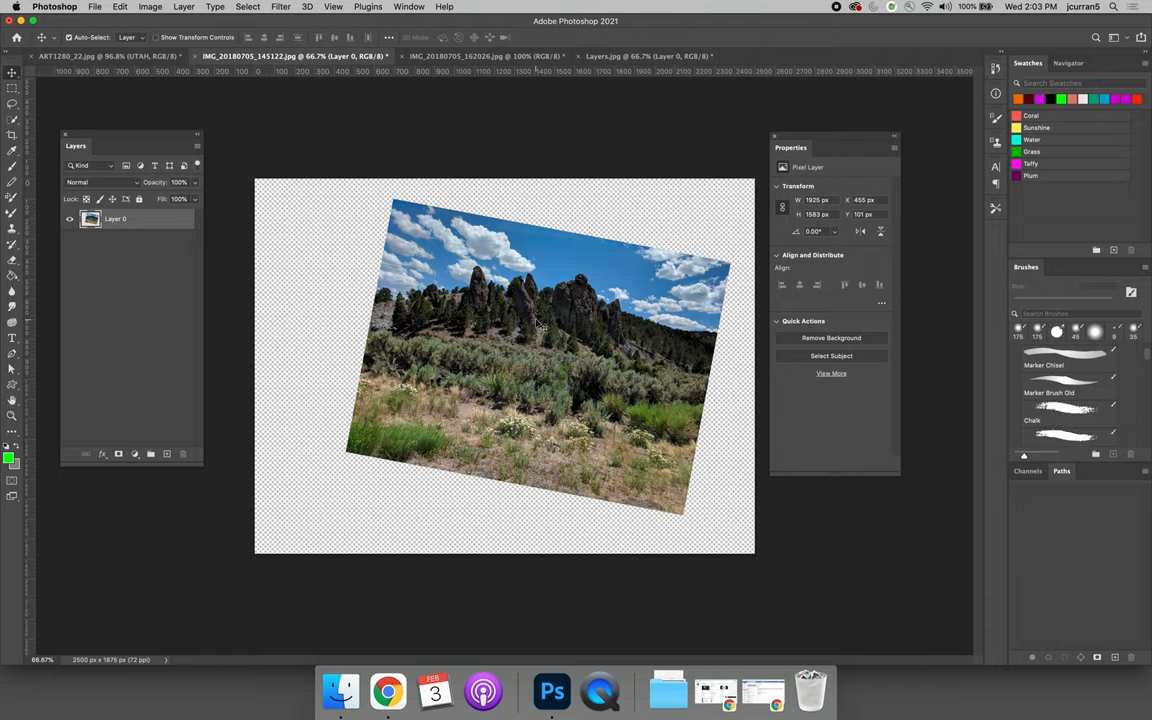 Photoshop File Edit Image Layer Type Select Filter 3D View Plugins Window Help 100% Wed 2:03 PM jcurran5
Adobe Photoshop 2021
Auto-Select: Layer Show Transform Controls 3D Mode:
ART1280_22.jpg @ 96.8% (UTAH, RGB/8) * IMG_20180705_145122.jpg @ 66.7% (Layer 0, RGB/8) * IMG_20180705_162026.jpg @ 100% (RGB/8) * Layers.jpg @ 66.7% (Layer 0, RGB/8) *
Layers
Kind
Normal Opacity: 100%
Lock: Fill: 100%
Layer 0
Properties
Pixel Layer
Transform
W 1925 px X 455 px
H 1583 px Y 101 px
0.00°
Align and Distribute
Align:
Quick Actions
Remove Background
Select Subject
View More
Swatches Navigator
Search Swatches
Coral
Sunshine
Water
Grass
Taffy
Plum
Brushes
Size:
Search Brushes
175 175 45 9 35
Marker Chisel
Marker Brush Old
Chalk
Channels Paths
66.67% 2500 px x 1875 px (72 ppi)
FEB
3
Ps